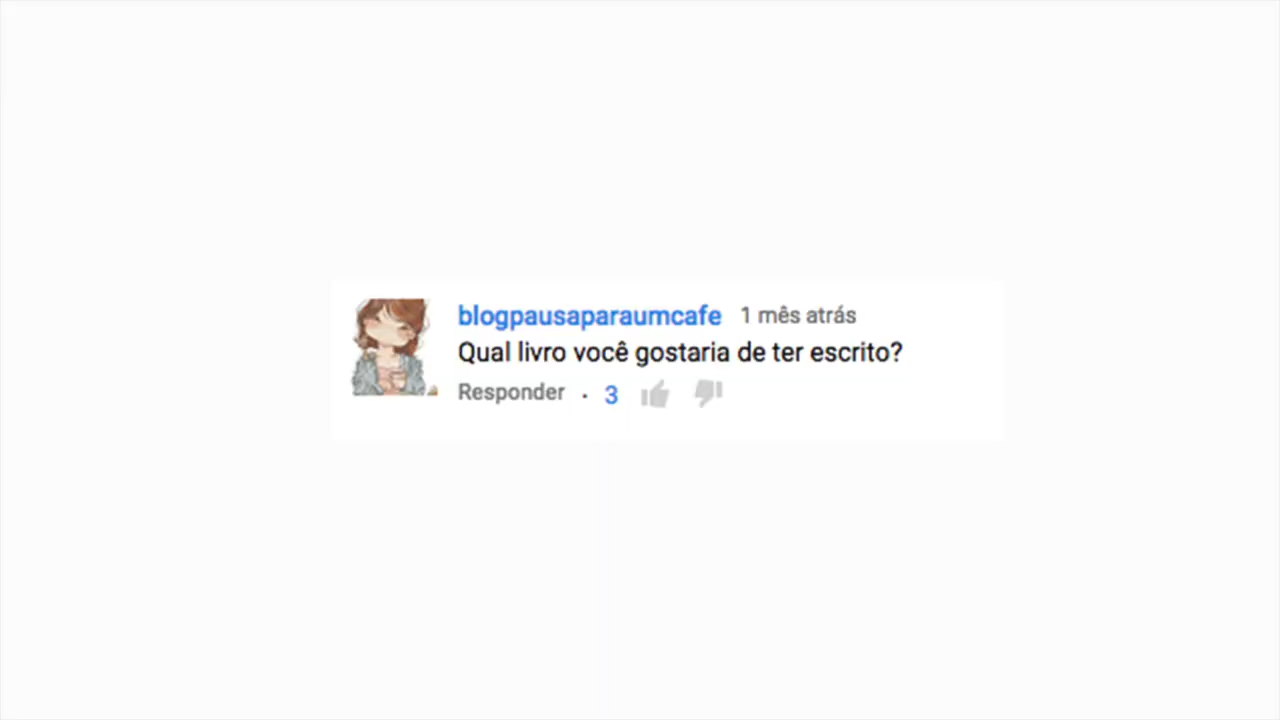 blogpausaparaumcafe 1 mês atrás
Qual livro você gostaria de ter escrito?
Responder · 3